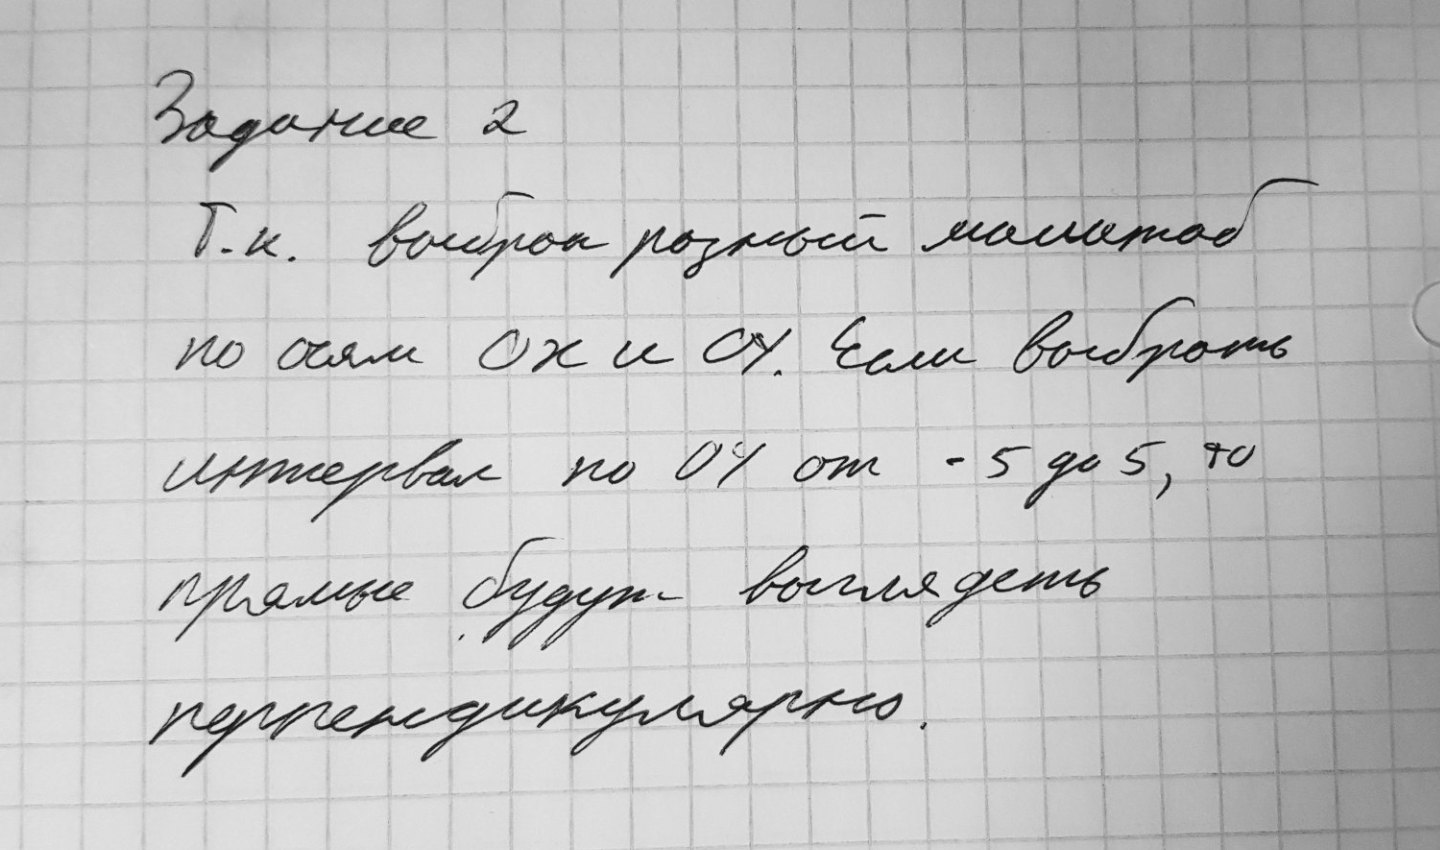 Задание 2
Т.к. выбран разный масштаб
по осям OX и OY. Если выбрать
интервал по OY от - 5 до 5, то
прямые будут выглядеть
перпендикулярно.